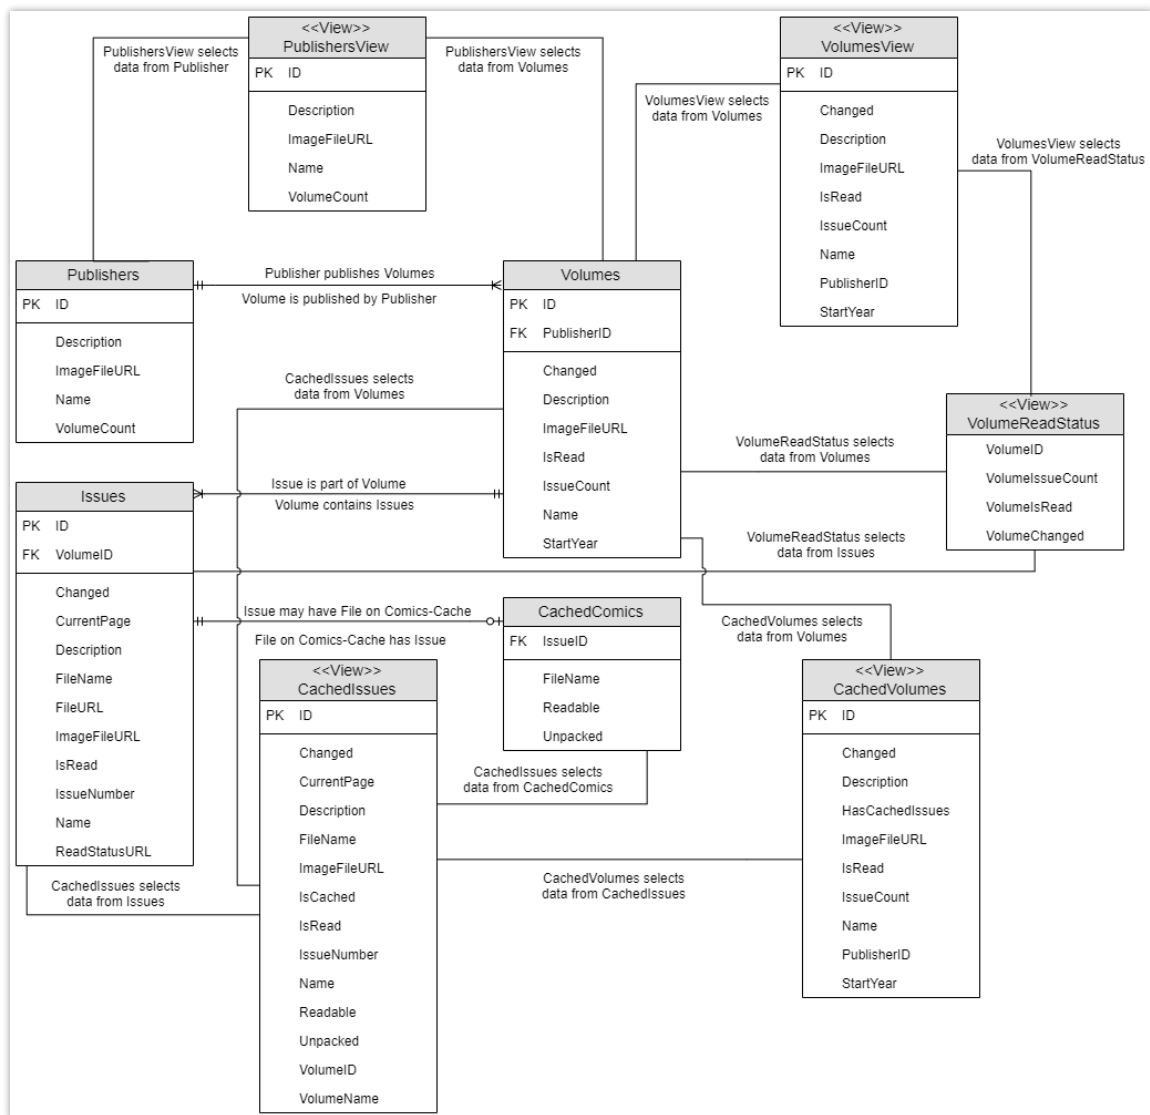 <<View>>
PublishersView
PK ID
Description
ImageFileURL
Name
VolumeCount
PublishersView selects
data from Publisher
PublishersView selects
data from Volumes
<<View>>
VolumesView
PK ID
Changed
Description
ImageFileURL
IsRead
IssueCount
Name
PublisherID
StartYear
VolumesView selects
data from Volumes
VolumesView selects
data from VolumeReadStatus
Publishers
PK ID
Description
ImageFileURL
Name
VolumeCount
Publisher publishes Volumes
Volume is published by Publisher
Volumes
PK ID
FK PublisherID
Changed
Description
ImageFileURL
IsRead
IssueCount
Name
StartYear
CachedIssues selects
data from Volumes
<<View>>
VolumeReadStatus
VolumeID
VolumeIssueCount
VolumeIsRead
VolumeChanged
VolumeReadStatus selects
data from Volumes
Issue is part of Volume
Volume contains Issues
VolumeReadStatus selects
data from Issues
Issues
PK ID
FK VolumeID
Changed
CurrentPage
Description
FileName
FileURL
ImageFileURL
IsRead
IssueNumber
Name
ReadStatusURL
Issue may have File on Comics-Cache
File on Comics-Cache has Issue
CachedComics
FK IssueID
FileName
Readable
Unpacked
CachedVolumes selects
data from Volumes
<<View>>
CachedIssues
PK ID
Changed
CurrentPage
Description
FileName
ImageFileURL
IsCached
IsRead
IssueNumber
Name
Readable
Unpacked
VolumeID
VolumeName
CachedIssues selects
data from CachedComics
<<View>>
CachedVolumes
PK ID
Changed
Description
HasCachedIssues
ImageFileURL
IsRead
IssueCount
Name
PublisherID
StartYear
CachedVolumes selects
data from CachedIssues
CachedIssues selects
data from Issues